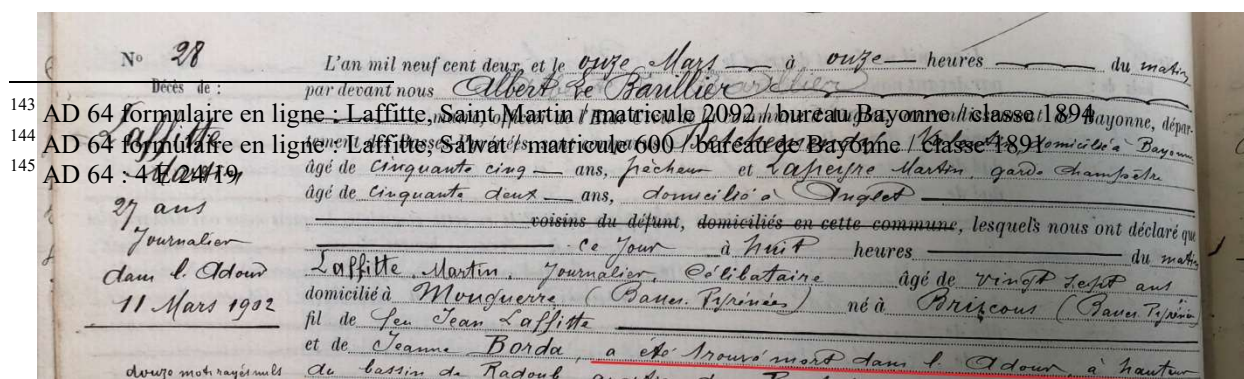 N° 28
Décès de :
Laffitte
Martin
27 ans
Journalier
dans l. Adour
11 Mars 1902
douze mots rayés nuls
L'an mil neuf cent deux, et le onze Mars à onze heures du matin
par devant nous Albert Le Barillier
143 AD 64 formulaire en ligne : Laffitte, Saint Martin / matricule 2092 / bureau Bayonne / classe 1894
Bayonne, dépar-
144 AD 64 formulaire en ligne : Laffitte, Salvat / matricule 600 / bureau de Bayonne / classe 1891
domicilié à Bayonne
145 AD 64 : 4 E 24/19
âgé de Cinquante cinq ans, pêcheur et Martin, garde champêtre
âgé de Cinquante deux ans, domicilié à Anglet
voisins du défunt, domiciliés en cette commune, lesquels nous ont déclaré que
ce jour à huit heures du matin
Laffitte, Martin, Journalier, Célibataire âgé de vingt sept ans
domicilié à Mouguerre (Basses Pyrénées) né à Briscous (Basses Pyrénées)
fil de feu Jean Laffitte
et de Jeanne Borda, a été trouvé mort dans l. Adour, à hauteur
du bassin de Radoub